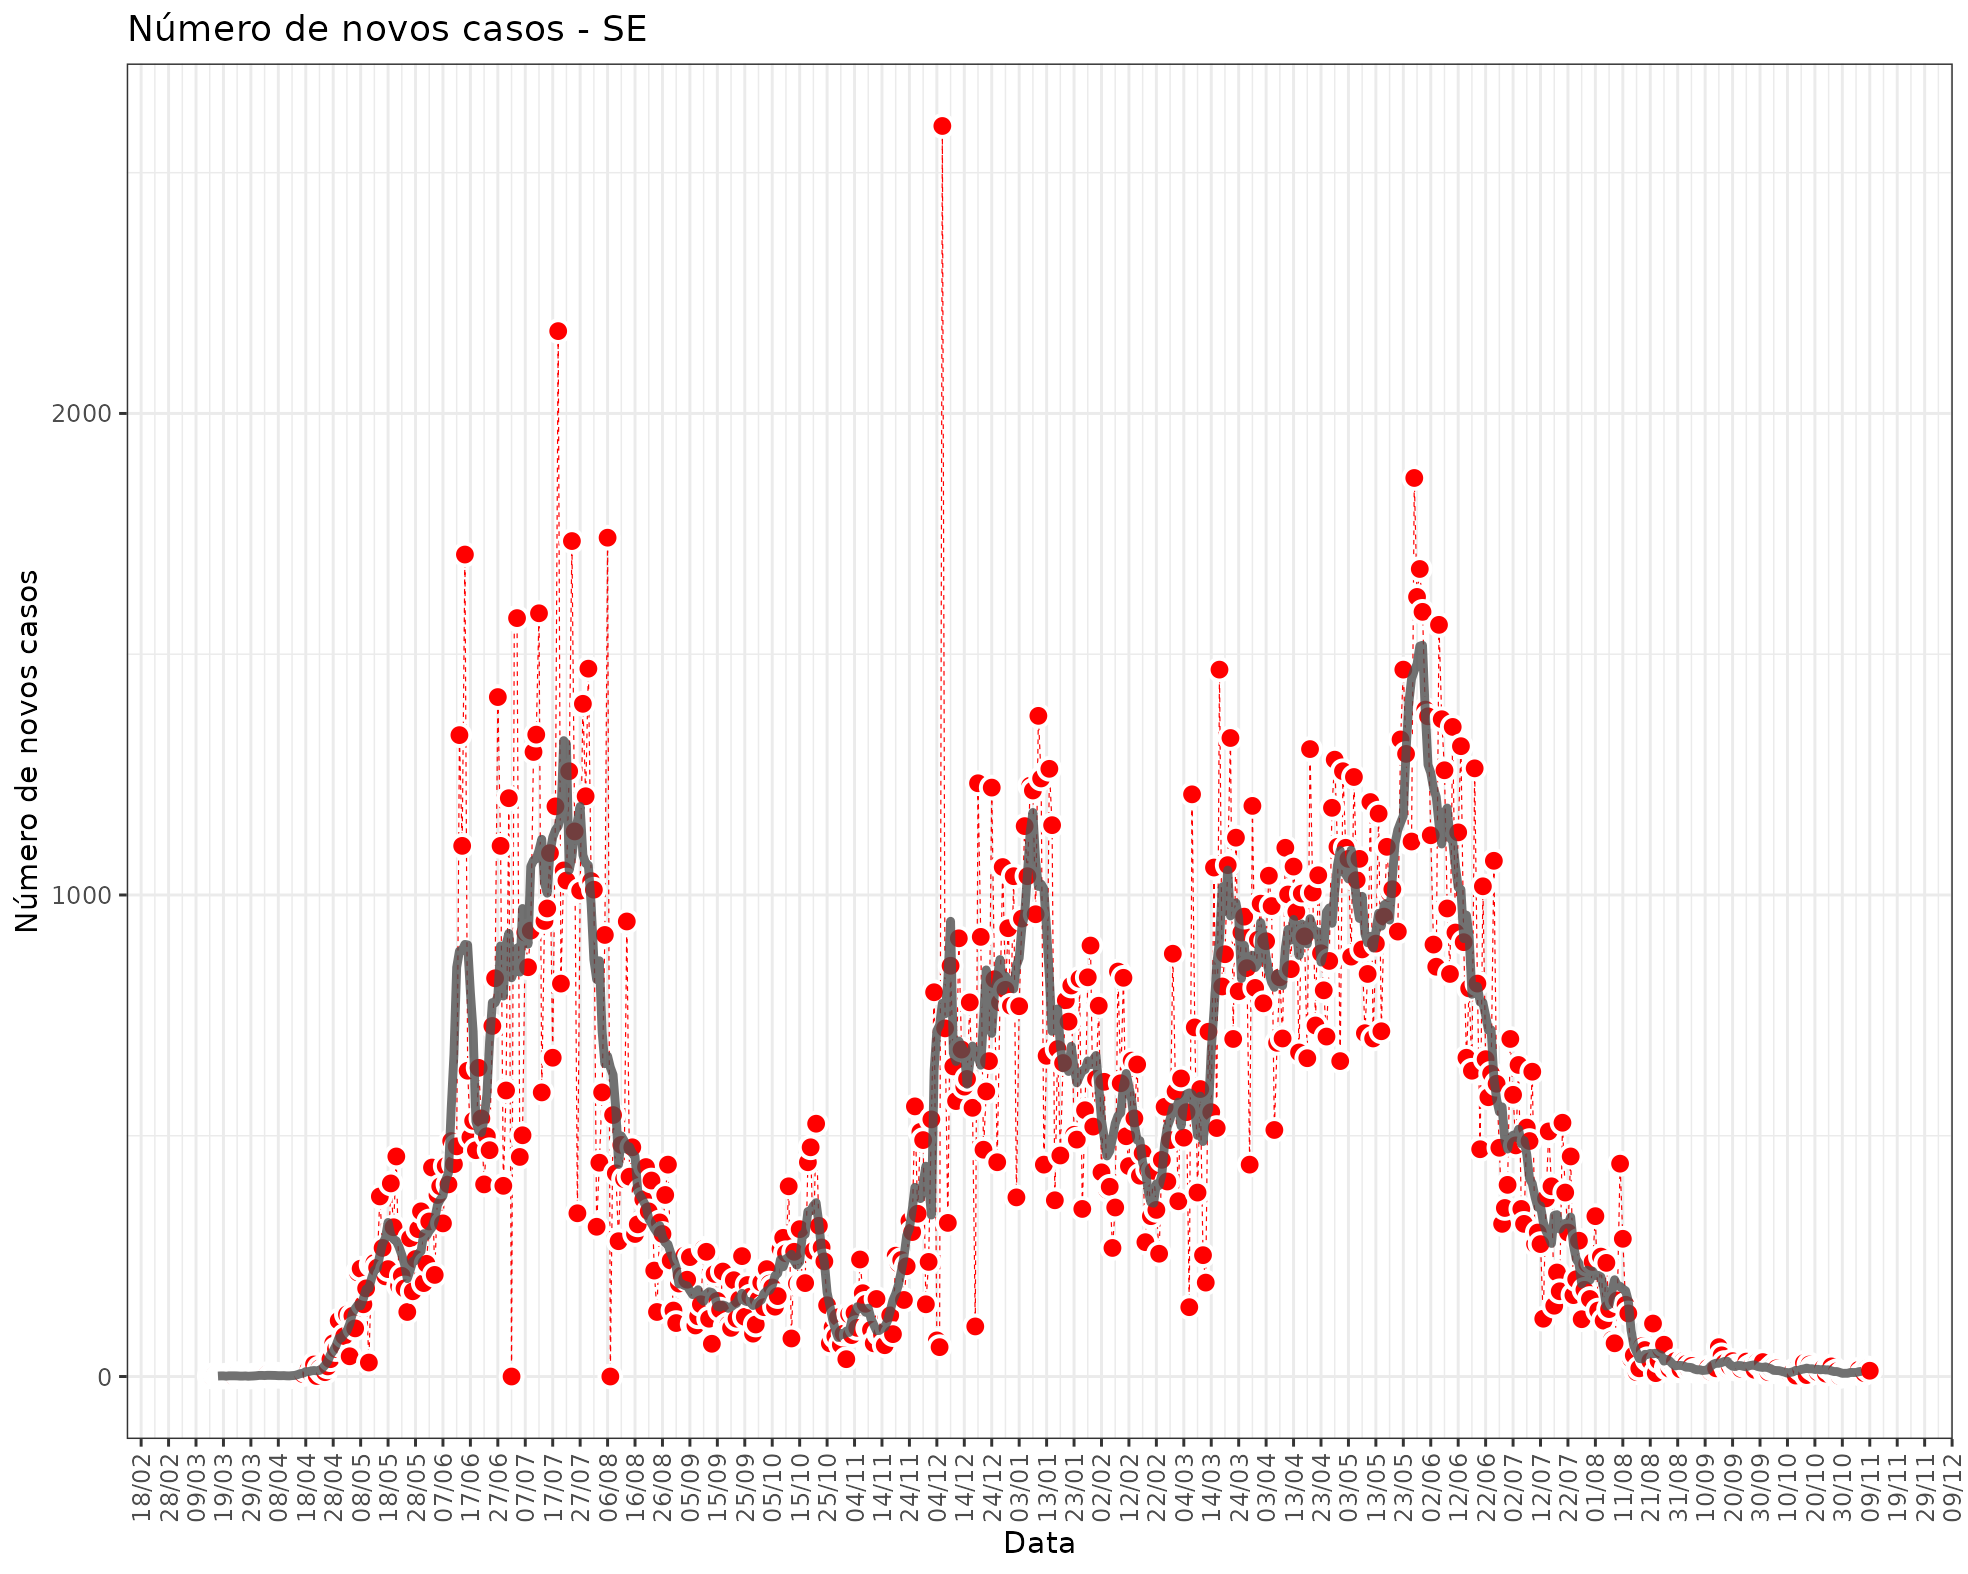 Número de novos casos - SE
Número de novos casos
2000
1000
0
18/02 28/02 09/03 19/03 29/03 08/04 18/04 28/04 08/05 18/05 28/05 07/06 17/06 27/06 07/07 17/07 27/07 06/08 16/08 26/08 05/09 15/09 25/09 05/10 15/10 25/10 04/11 14/11 24/11 04/12 14/12 24/12 03/01 13/01 23/01 02/02 12/02 22/02 04/03 14/03 24/03 03/04 13/04 23/04 03/05 13/05 23/05 02/06 12/06 22/06 02/07 12/07 22/07 01/08 11/08 21/08 31/08 10/09 20/09 30/09 10/10 20/10 30/10 09/11 19/11 29/11 09/12
Data